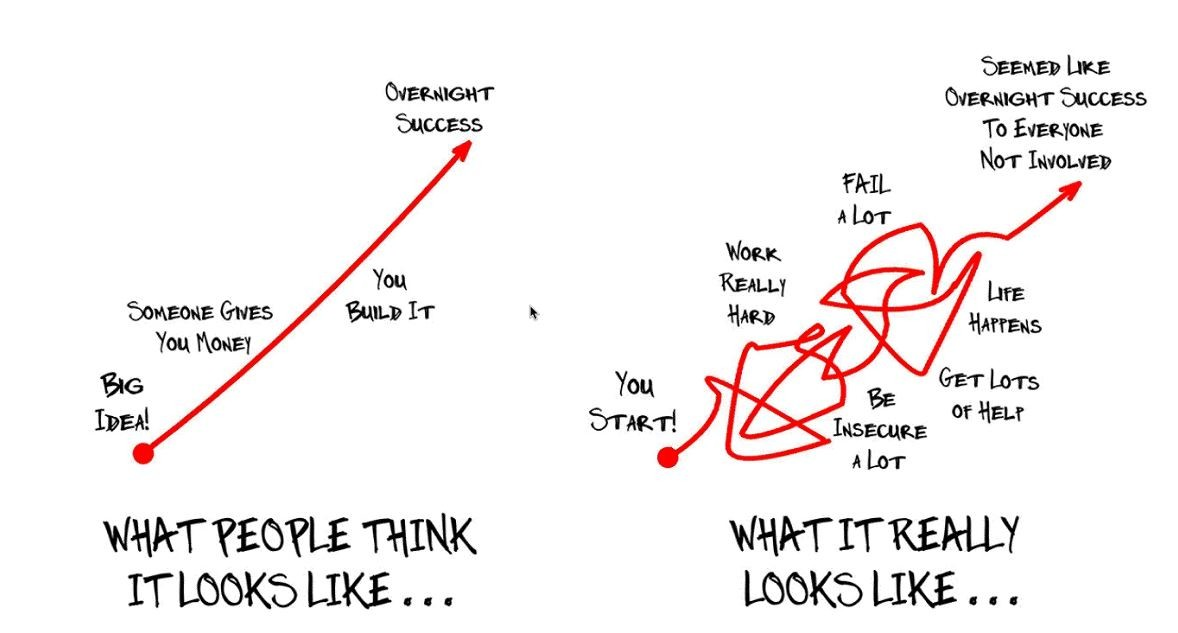 OVERNIGHT
SUCCESS
YOU
BUILD IT
SOMEONE GIVES
YOU MONEY
BIG
IDEA!
WHAT PEOPLE THINK
IT LOOKS LIKE . . .
SEEMED LIKE
OVERNIGHT SUCCESS
TO EVERYONE
NOT INVOLVED
FAIL
A LOT
WORK
REALLY
HARD
LIFE
HAPPENS
GET LOTS
OF HELP
BE
INSECURE
A LOT
YOU
START!
WHAT IT REALLY
LOOKS LIKE . . .